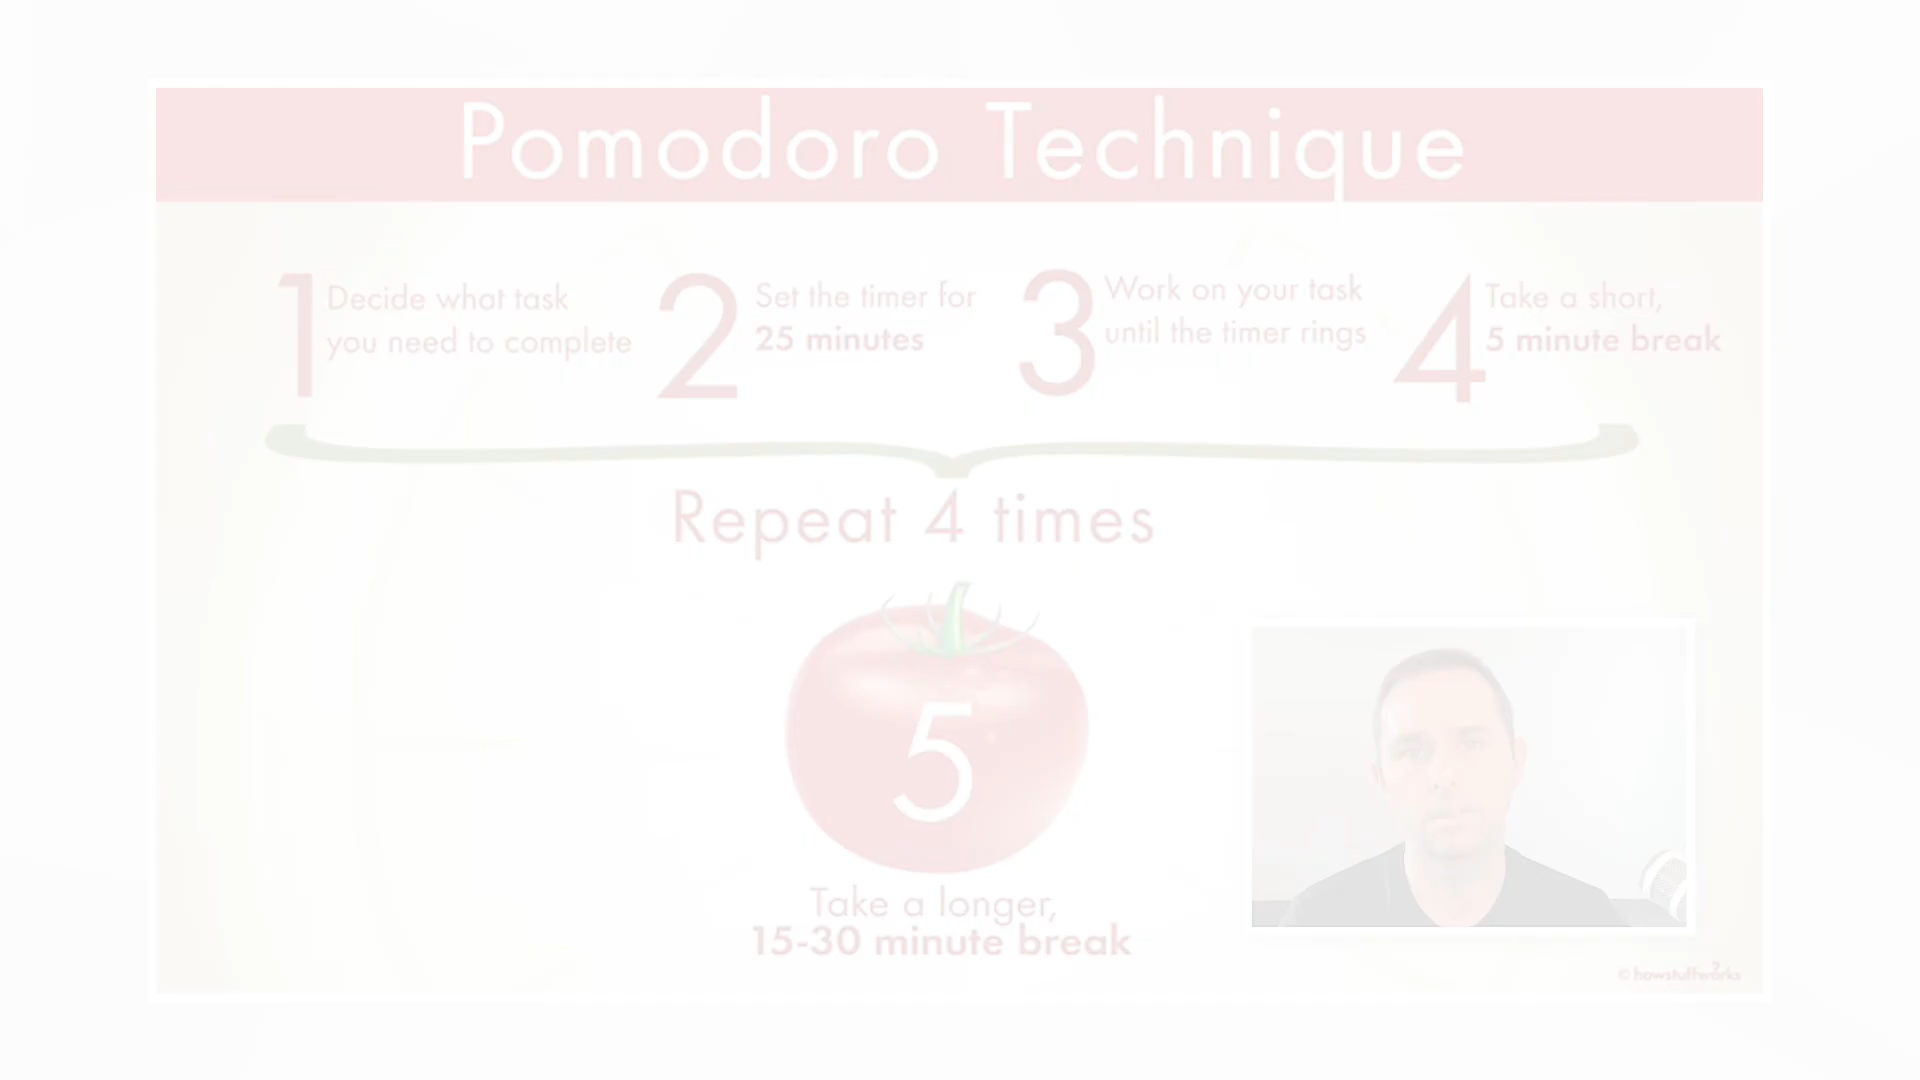 Pomodoro Technique
1
Decide what task
you need to complete
2
Set the timer for
25 minutes
3
Work on your task
until the timer rings
4
Take a short,
5 minute break
Repeat 4 times
5
Take a longer,
15-30 minute break
© howstuffworks